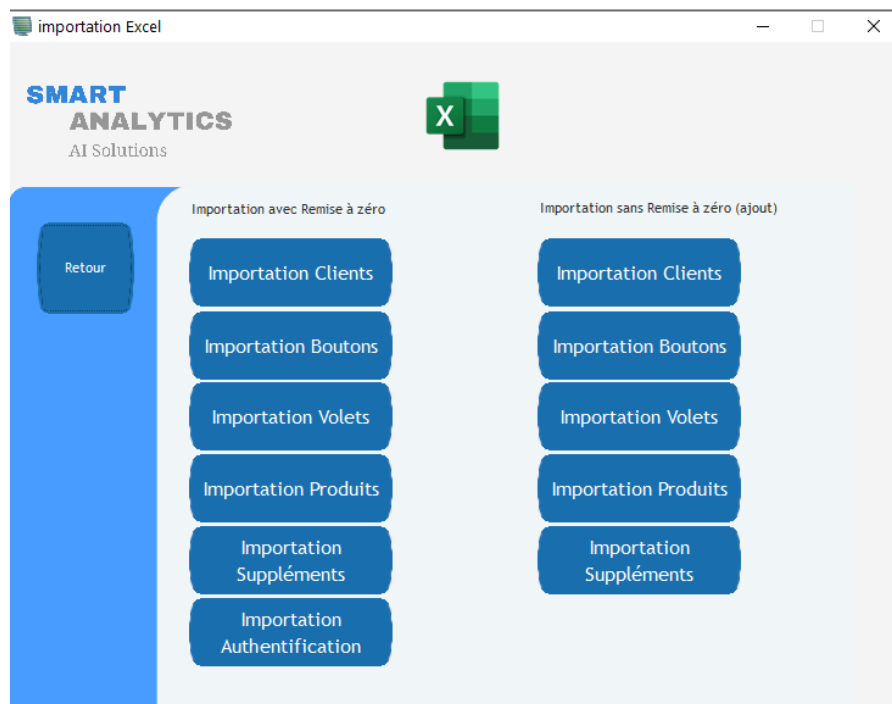 importation Excel
SMART
ANALYTICS
AI Solutions
X
Retour
Importation avec Remise à zéro
Importation Clients
Importation Boutons
Importation Volets
Importation Produits
Importation
Suppléments
Importation
Authentification
Importation sans Remise à zéro (ajout)
Importation Clients
Importation Boutons
Importation Volets
Importation Produits
Importation
Suppléments